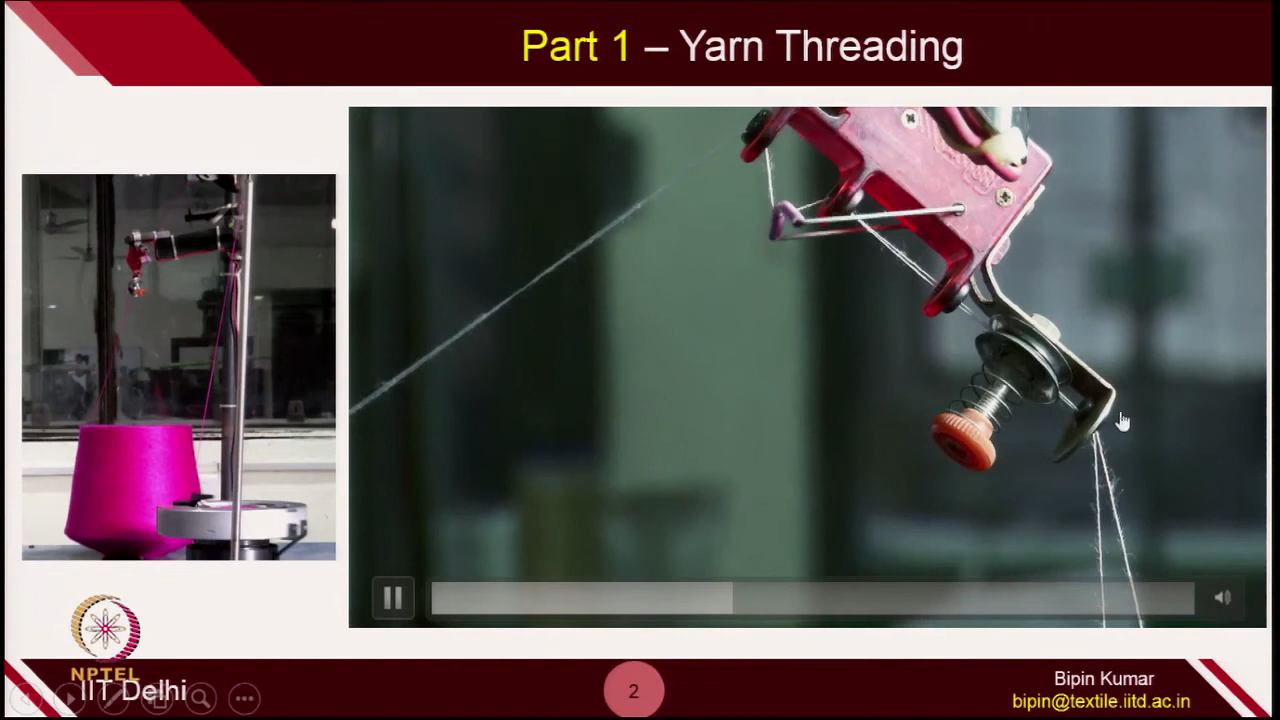 Part 1 – Yarn Threading
NPTEL
IIT Delhi
2
Bipin Kumar
bipin@textile.iitd.ac.in